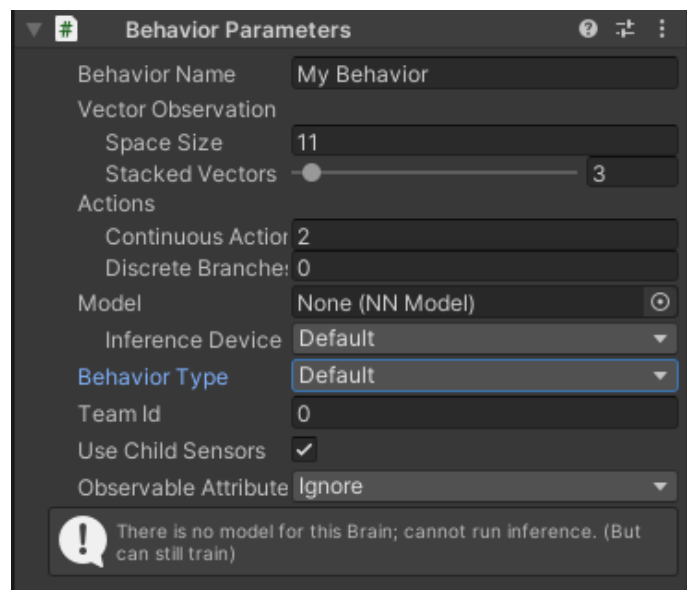 # Behavior Parameters
Behavior Name My Behavior
Vector Observation
Space Size 11
Stacked Vectors 3
Actions
Continuous Action 2
Discrete Branches 0
Model None (NN Model)
Inference Device Default
Behavior Type Default
Team Id 0
Use Child Sensors
Observable Attribute Ignore
There is no model for this Brain; cannot run inference. (But
can still train)